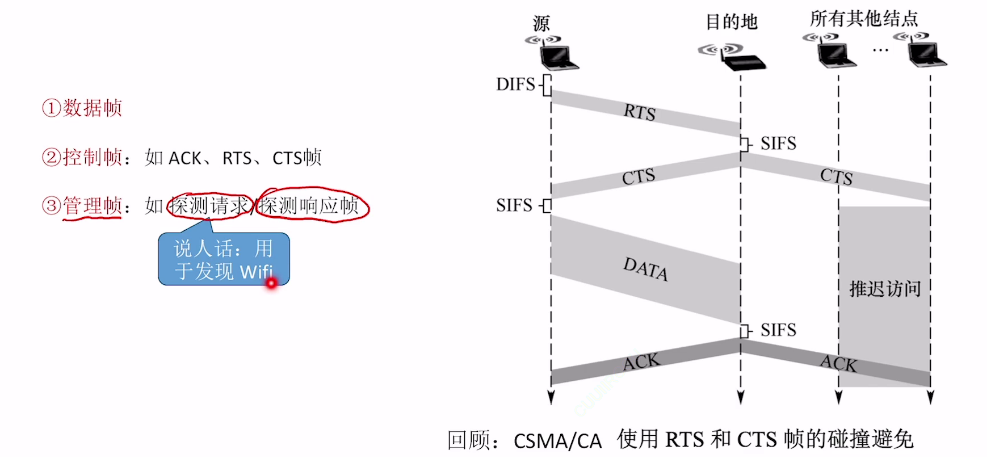 ①数据帧
②控制帧：如 ACK、RTS、CTS帧
③管理帧：如 探测请求/探测响应帧
说人话：用
于发现 Wifi
源
目的地
所有其他结点
...
DIFS
RTS
SIFS
CTS
CTS
SIFS
DATA
推迟访问
SIFS
ACK
ACK
回顾：CSMA/CA 使用 RTS 和 CTS 帧的碰撞避免